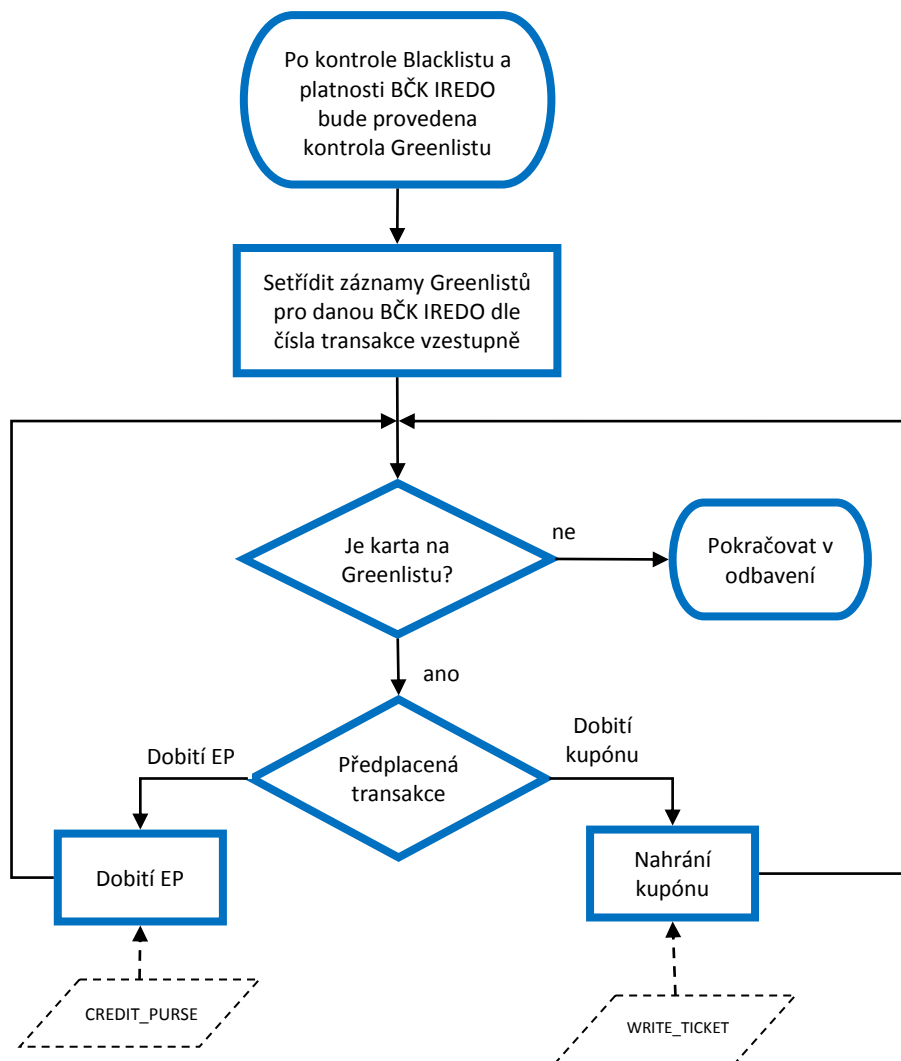 Po kontrole Blacklistu a
platnosti BČK IREDO
bude provedena
kontrola Greenlistu
Setřídit záznamy Greenlistů
pro danou BČK IREDO dle
čísla transakce vzestupně
Je karta na
Greenlistu?
ne
Pokračovat v
odbavení
ano
Dobití EP
Předplacená
transakce
Dobití
kupónu
Dobití EP
Nahrání
kupónu
CREDIT_PURSE
WRITE_TICKET